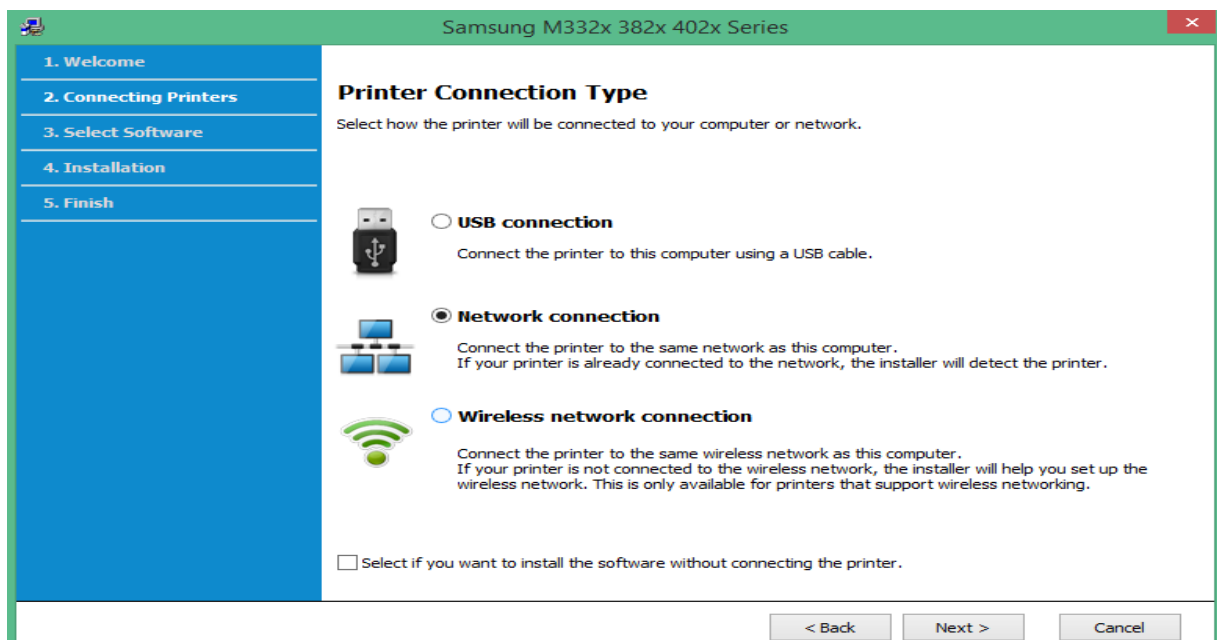 Samsung M332x 382x 402x Series
1. Welcome
2. Connecting Printers
3. Select Software
4. Installation
5. Finish
Printer Connection Type
Select how the printer will be connected to your computer or network.
USB connection
Connect the printer to this computer using a USB cable.
Network connection
Connect the printer to the same network as this computer.
If your printer is already connected to the network, the installer will detect the printer.
Wireless network connection
Connect the printer to the same wireless network as this computer.
If your printer is not connected to the wireless network, the installer will help you set up the
wireless network. This is only available for printers that support wireless networking.
Select if you want to install the software without connecting the printer.
< Back
Next >
Cancel